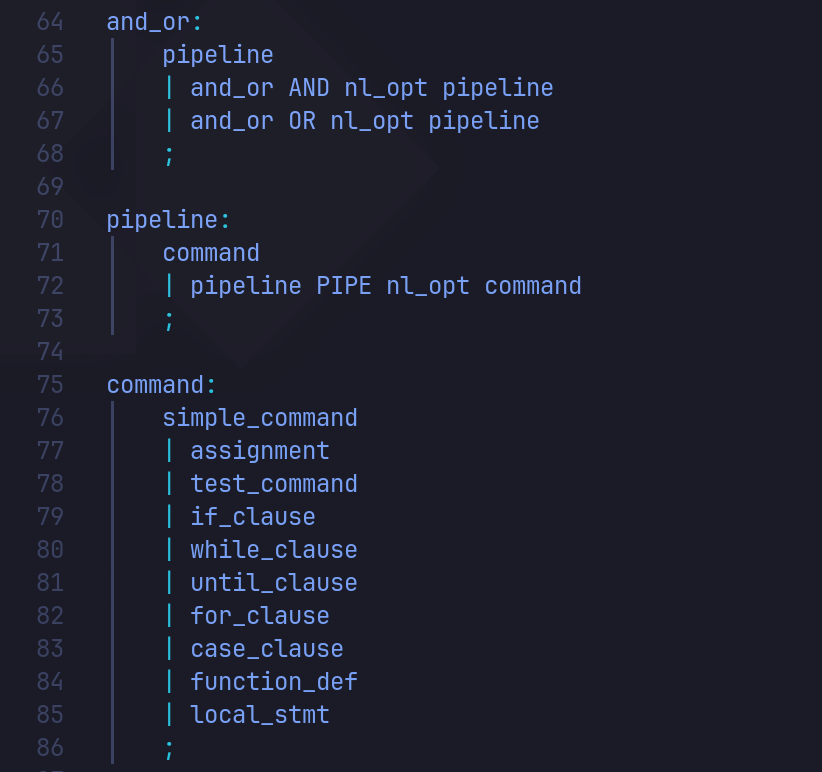 64 and_or:
65 pipeline
66 | and_or AND nl_opt pipeline
67 | and_or OR nl_opt pipeline
68 ;
69
70 pipeline:
71 command
72 | pipeline PIPE nl_opt command
73 ;
74
75 command:
76 simple_command
77 | assignment
78 | test_command
79 | if_clause
80 | while_clause
81 | until_clause
82 | for_clause
83 | case_clause
84 | function_def
85 | local_stmt
86 ;